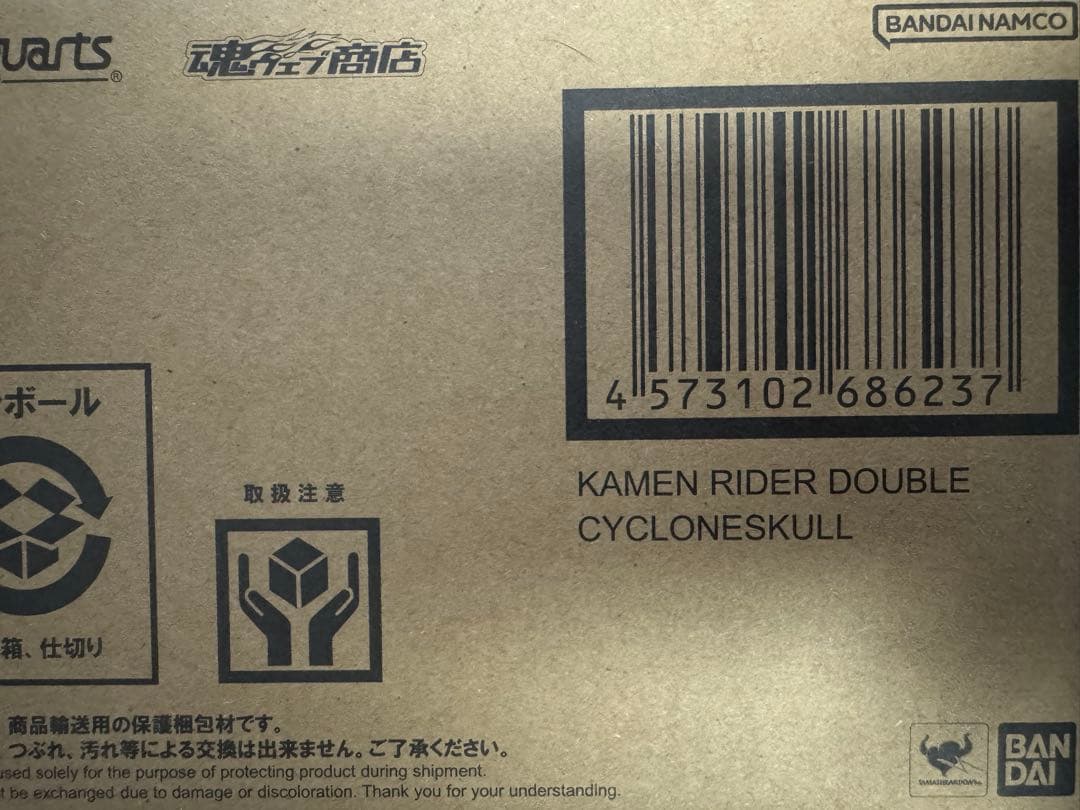 uarts®
魂ウェブ商店
BANDAI NAMCO
4 573102 686237
KAMEN RIDER DOUBLE
CYCLONESKULL
ボール
箱、仕切り
取扱注意
商品輸送用の保護梱包材です。
つぶれ、汚れ等による交換は出来ません。ご了承ください。
used solely for the purpose of protecting product during shipment.
t be exchanged due to damage or discoloration. Thank you for your understanding.
TAMASHII NATIONS
BAN
DAI